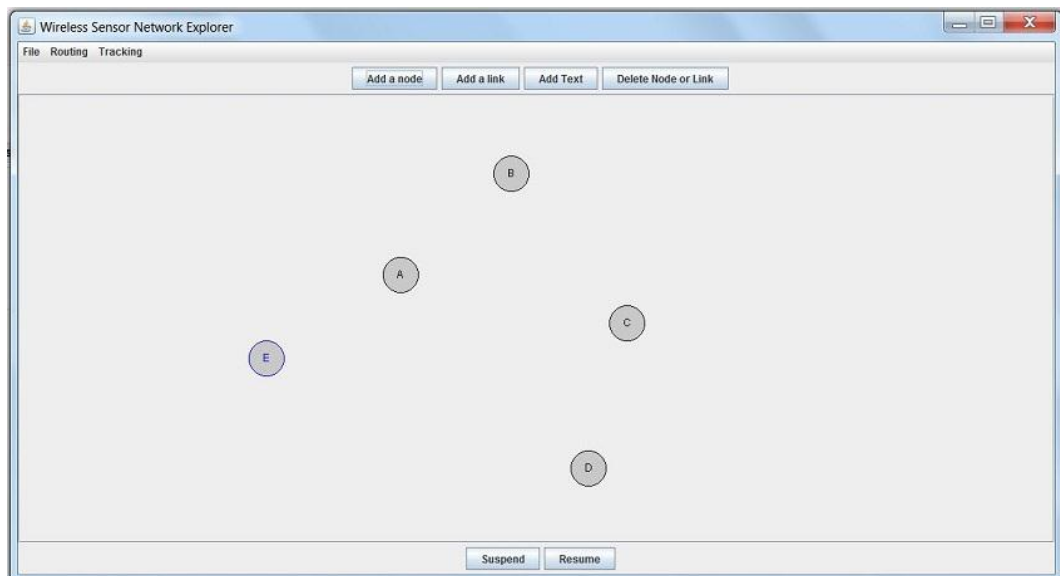 Wireless Sensor Network Explorer
File Routing Tracking
Add a node Add a link Add Text Delete Node or Link
B
A
C
E
D
Suspend Resume